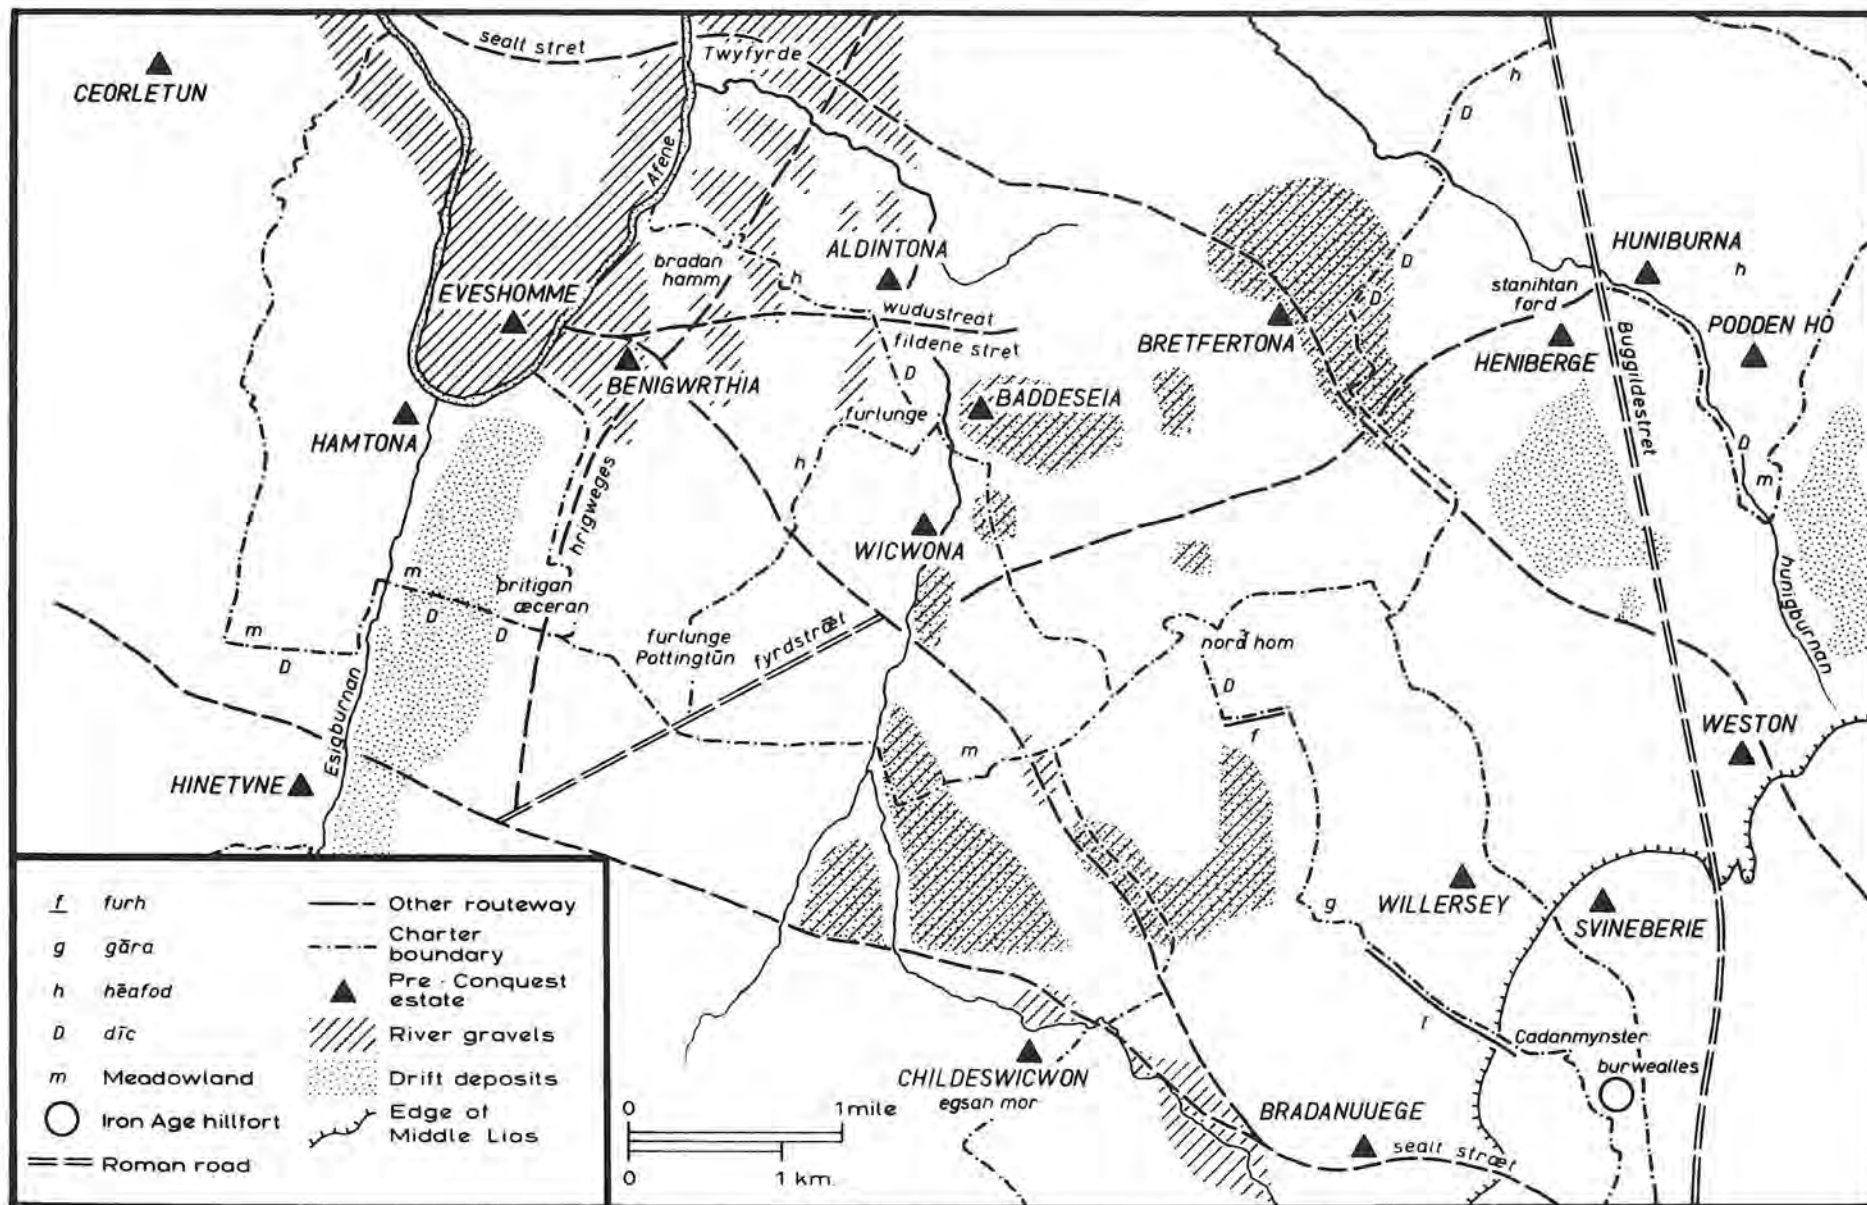 CEORLETUN
sealt stret
Twyfyrde
h
D
Afene
bradan
hamm
ALDINTONA
h
D
D
HUNIBURNA
h
stanihtan
ford
EVESHOMME
wudustreat
fildene stret
BRETFERTONA
HENIBERGE
Buggildestret
PODDEN HO
BENIGWRTHIA
D
BADDESEIA
furlunge
HAMTONA
h
D
m
hrigweges
WICWONA
hunigburnan
m
britigan
æceran
D
D
m
D
furlunge
Pottingtūn
fyrdstrǣt
nord hom
D
f
m
Esigburnan
HINETVNE
WESTON
WILLERSEY
SVINEBERIE
g
f
Cadanmynster
burwealles
CHILDESWICWON
egsan mor
BRADANUUEGE
sealt stræt
f furh
g gāra
h hēafod
D dīc
m Meadowland
Iron Age hillfort
Roman road
Other routeway
Charter
boundary
Pre-Conquest
estate
River gravels
Drift deposits
Edge of
Middle Lias
0 1 mile
0 1 km.